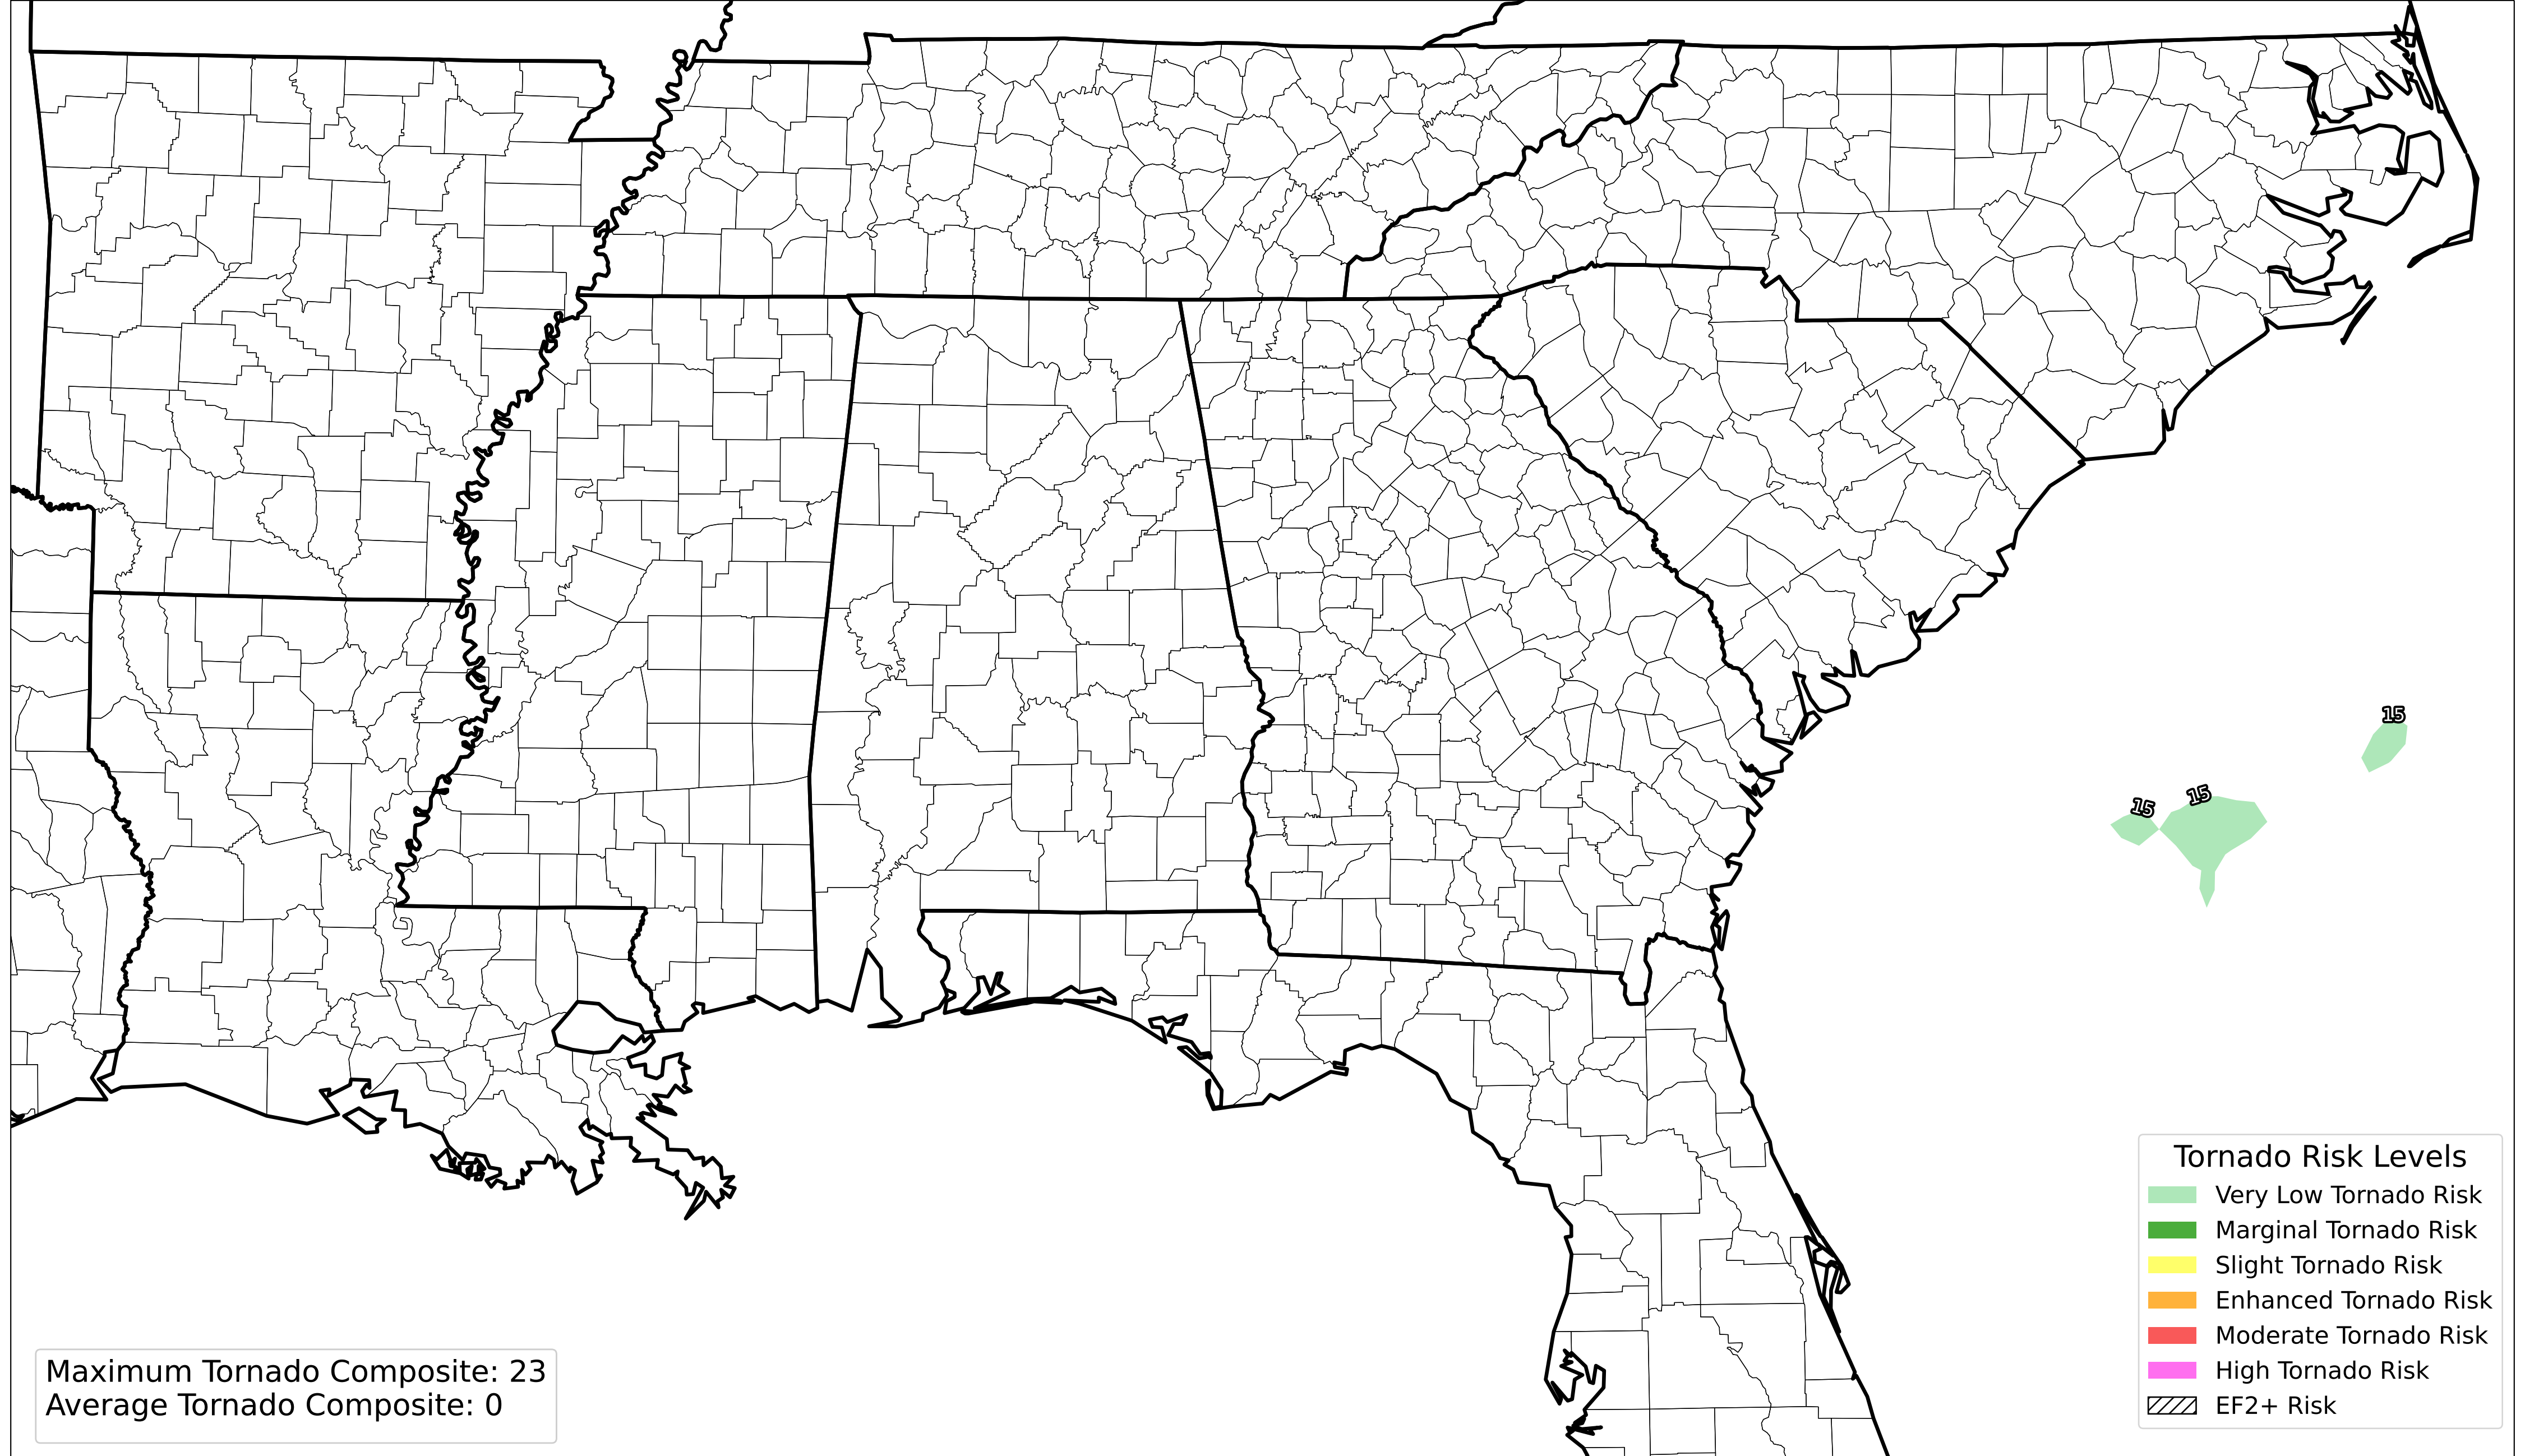 15
15
15
Tornado Risk Levels
Very Low Tornado Risk
Marginal Tornado Risk
Slight Tornado Risk
Enhanced Tornado Risk
Moderate Tornado Risk
High Tornado Risk
EF2+ Risk
Maximum Tornado Composite: 23
Average Tornado Composite: 0